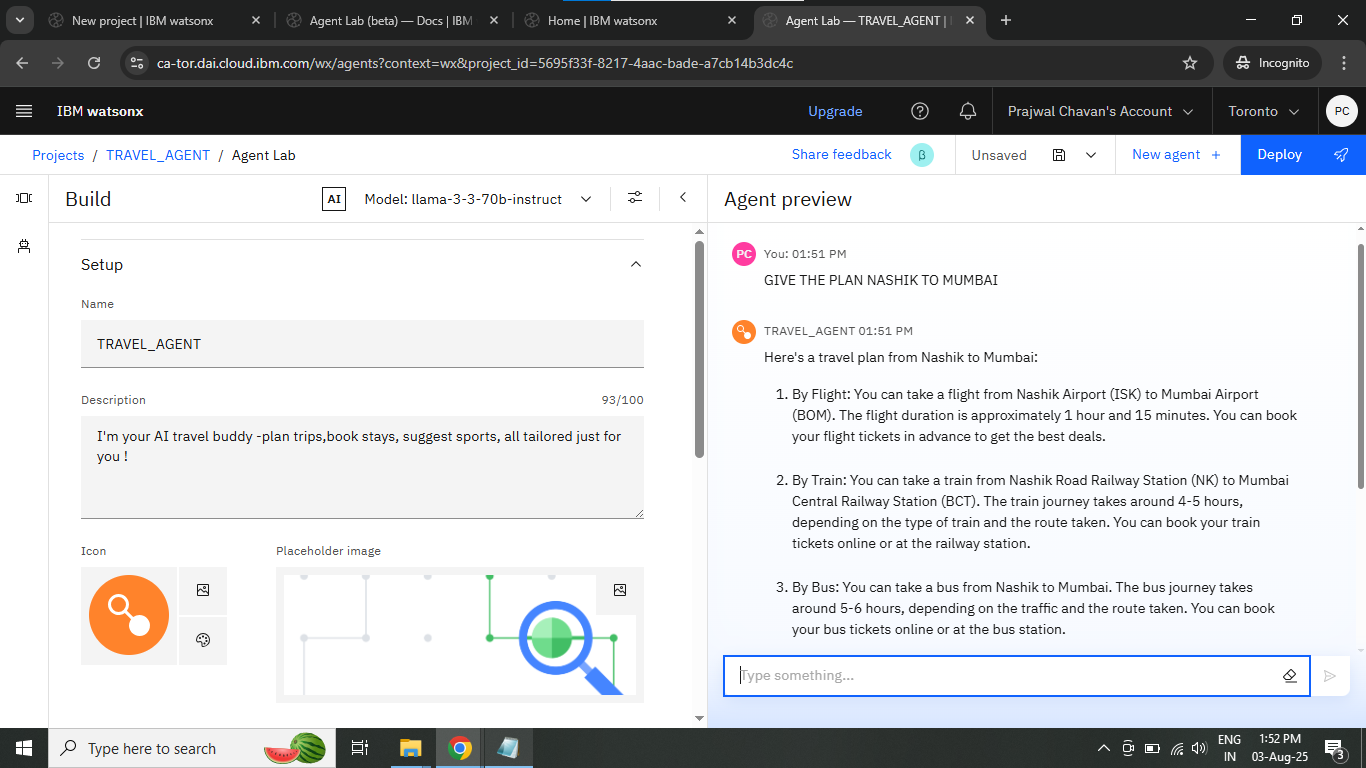 New project | IBM watsonx
Agent Lab (beta) — Docs | IBM
Home | IBM watsonx
Agent Lab — TRAVEL_AGENT |
ca-tor.dai.cloud.ibm.com/wx/agents?context=wx&project_id=5695f33f-8217-4aac-bade-a7cb14b3dc4c
Incognito
IBM watsonx
Upgrade
Prajwal Chavan's Account
Toronto
PC
Projects / TRAVEL_AGENT / Agent Lab
Share feedback
β
Unsaved
New agent +
Deploy
Build
AI
Model: llama-3-3-70b-instruct
Agent preview
Setup
Name
TRAVEL_AGENT
Description
93/100
I'm your AI travel buddy -plan trips,book stays, suggest sports, all tailored just for
you !
Icon
Placeholder image
PC
You: 01:51 PM
GIVE THE PLAN NASHIK TO MUMBAI
TRAVEL_AGENT 01:51 PM
Here's a travel plan from Nashik to Mumbai:
1. By Flight: You can take a flight from Nashik Airport (ISK) to Mumbai Airport
(BOM). The flight duration is approximately 1 hour and 15 minutes. You can book
your flight tickets in advance to get the best deals.
2. By Train: You can take a train from Nashik Road Railway Station (NK) to Mumbai
Central Railway Station (BCT). The train journey takes around 4-5 hours,
depending on the type of train and the route taken. You can book your train
tickets online or at the railway station.
3. By Bus: You can take a bus from Nashik to Mumbai. The bus journey takes
around 5-6 hours, depending on the traffic and the route taken. You can book
your bus tickets online or at the bus station.
Type something...
Type here to search
ENG
IN
1:52 PM
03-Aug-25
3